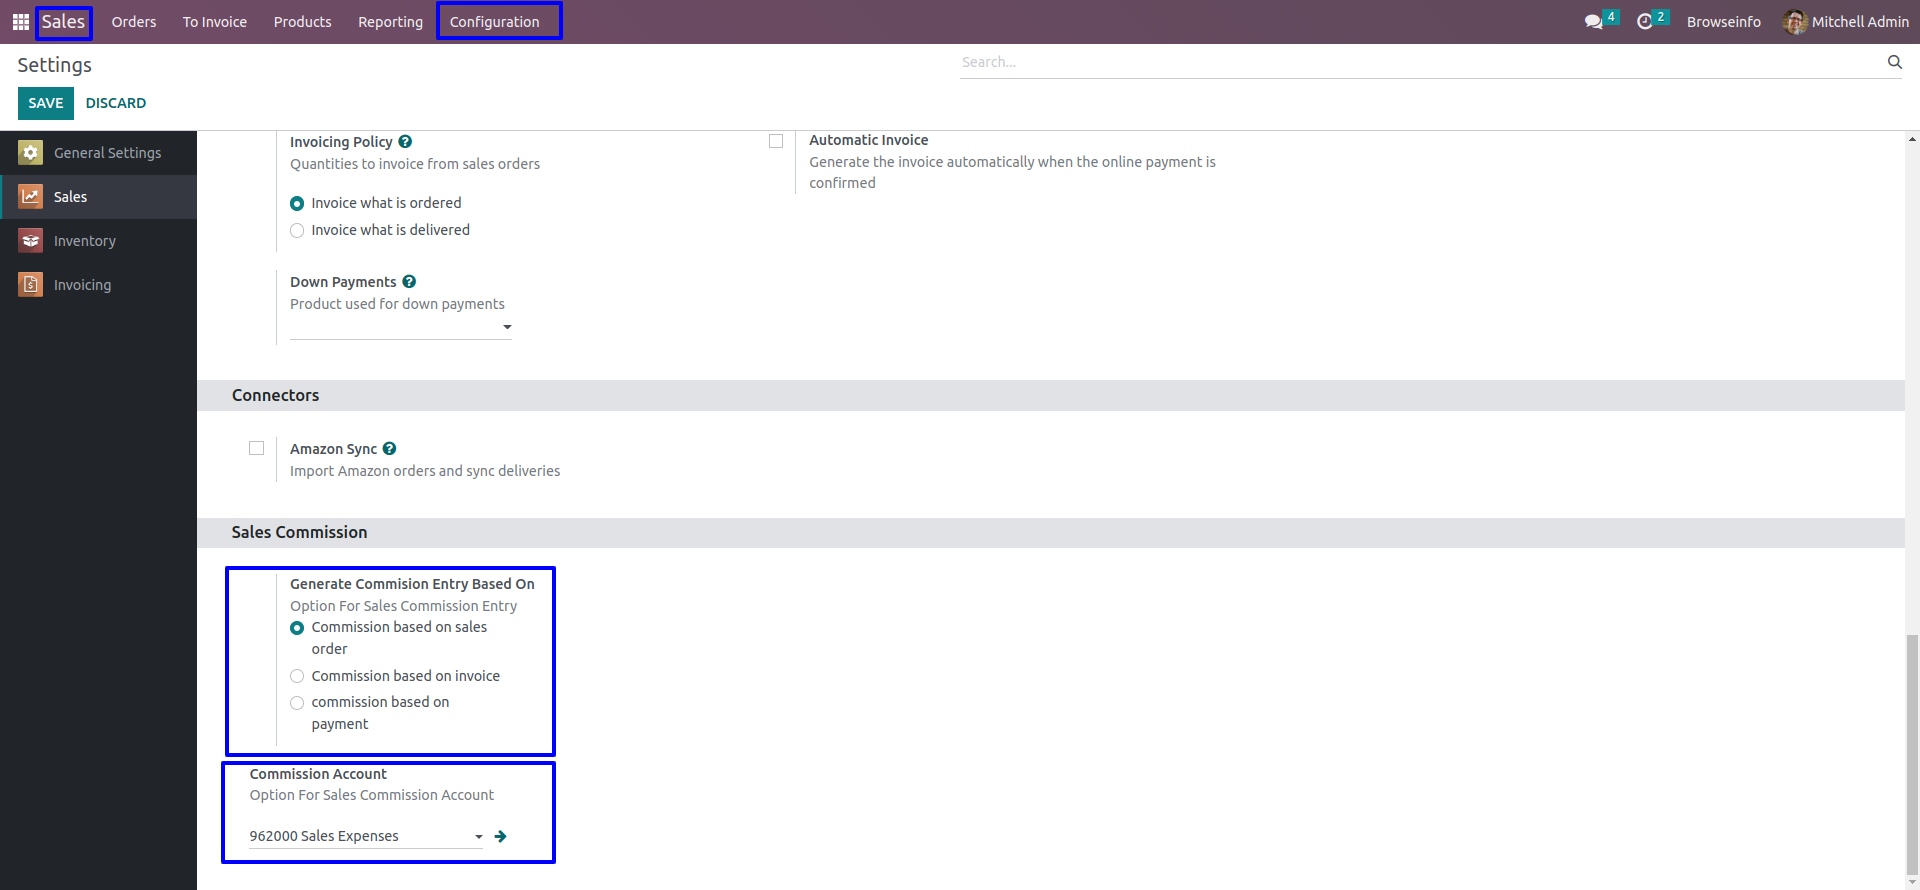 Sales Orders To Invoice Products Reporting Configuration 4 2 Browseinfo Mitchell Admin
Settings
Search...
SAVE DISCARD
General Settings
Sales
Inventory
Invoicing
Invoicing Policy
Quantities to invoice from sales orders
Invoice what is ordered
Invoice what is delivered
Automatic Invoice
Generate the invoice automatically when the online payment is
confirmed
Down Payments
Product used for down payments
Connectors
Amazon Sync
Import Amazon orders and sync deliveries
Sales Commission
Generate Commision Entry Based On
Option For Sales Commission Entry
Commission based on sales
order
Commission based on invoice
commission based on
payment
Commission Account
Option For Sales Commission Account
962000 Sales Expenses